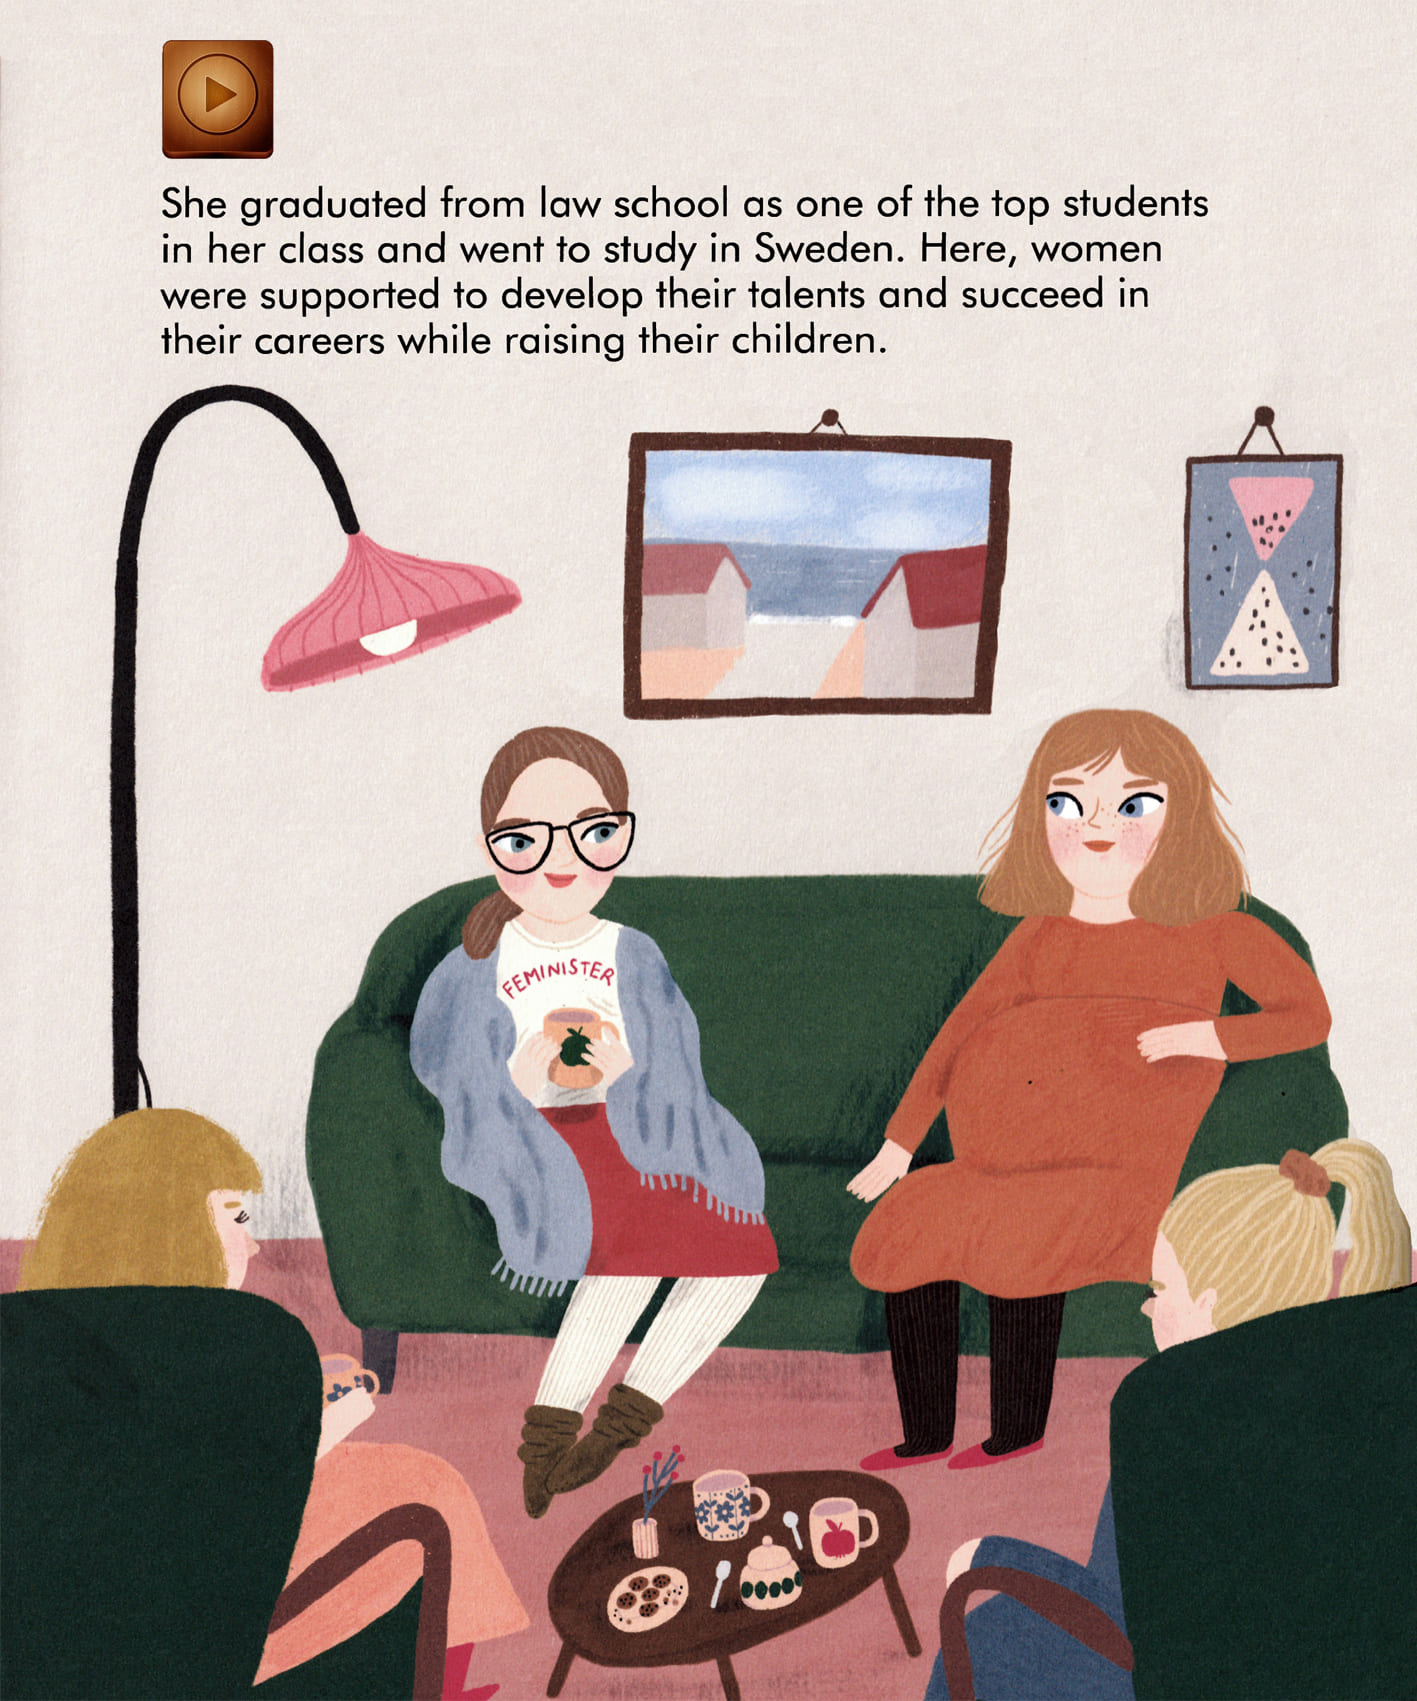 She graduated from law school as one of the top students
in her class and went to study in Sweden. Here, women
were supported to develop their talents and succeed in
their careers while raising their children.
FEMINISTER